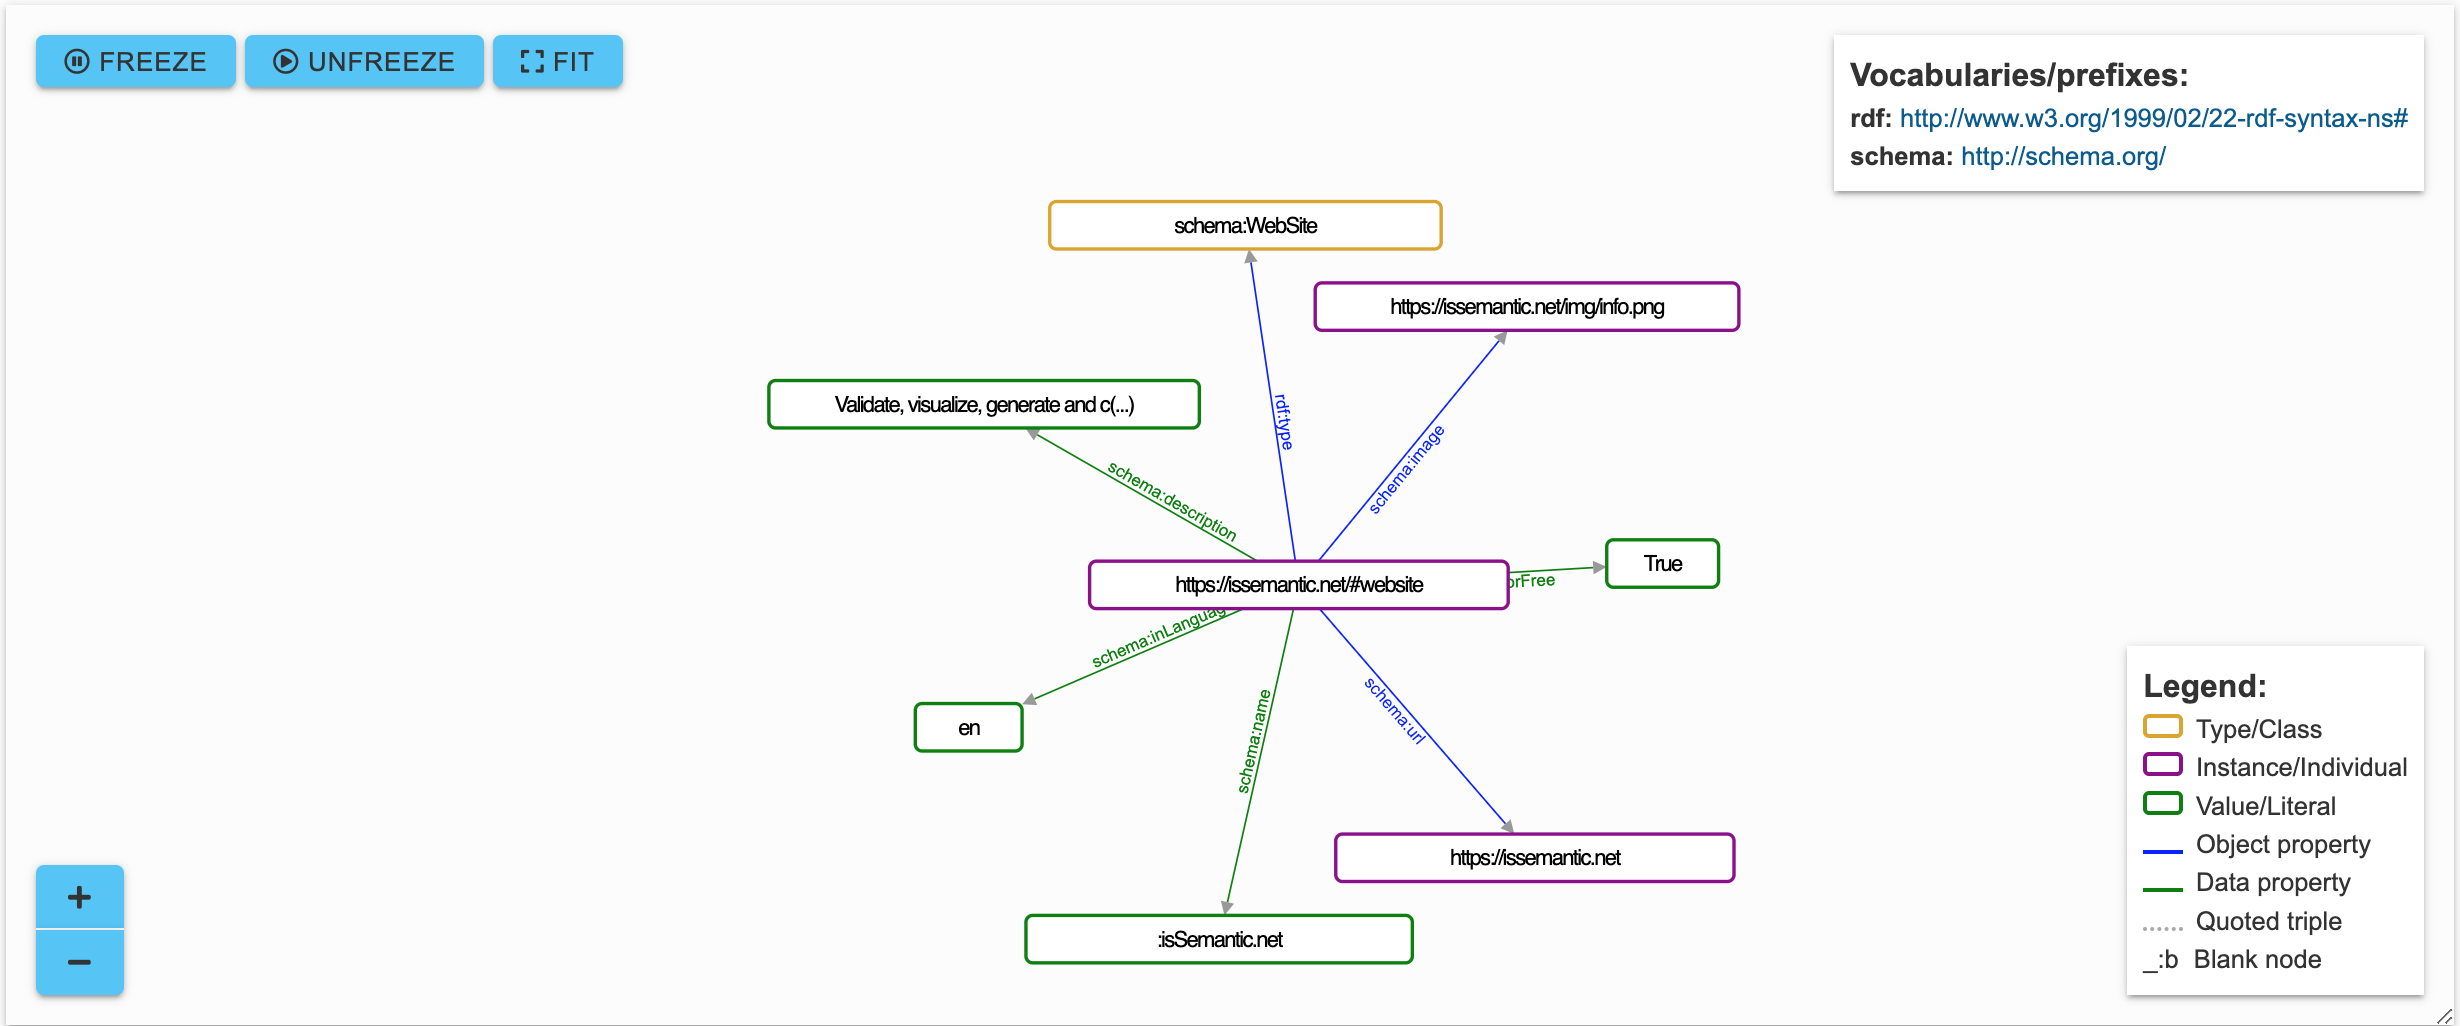 FREEZE
UNFREEZE
FIT
Vocabularies/prefixes:
rdf: http://www.w3.org/1999/02/22-rdf-syntax-ns#
schema: http://schema.org/
schema:WebSite
https://issemantic.net/img/info.png
Validate, visualize, generate and c(...)
rdf:type
schema:image
schema:description
True
https://issemantic.net/#website
orFree
schema:inLanguag
en
schema:name
schema:url
https://issemantic.net
:isSemantic.net
Legend:
Type/Class
Instance/Individual
Value/Literal
Object property
Data property
Quoted triple
_:b Blank node